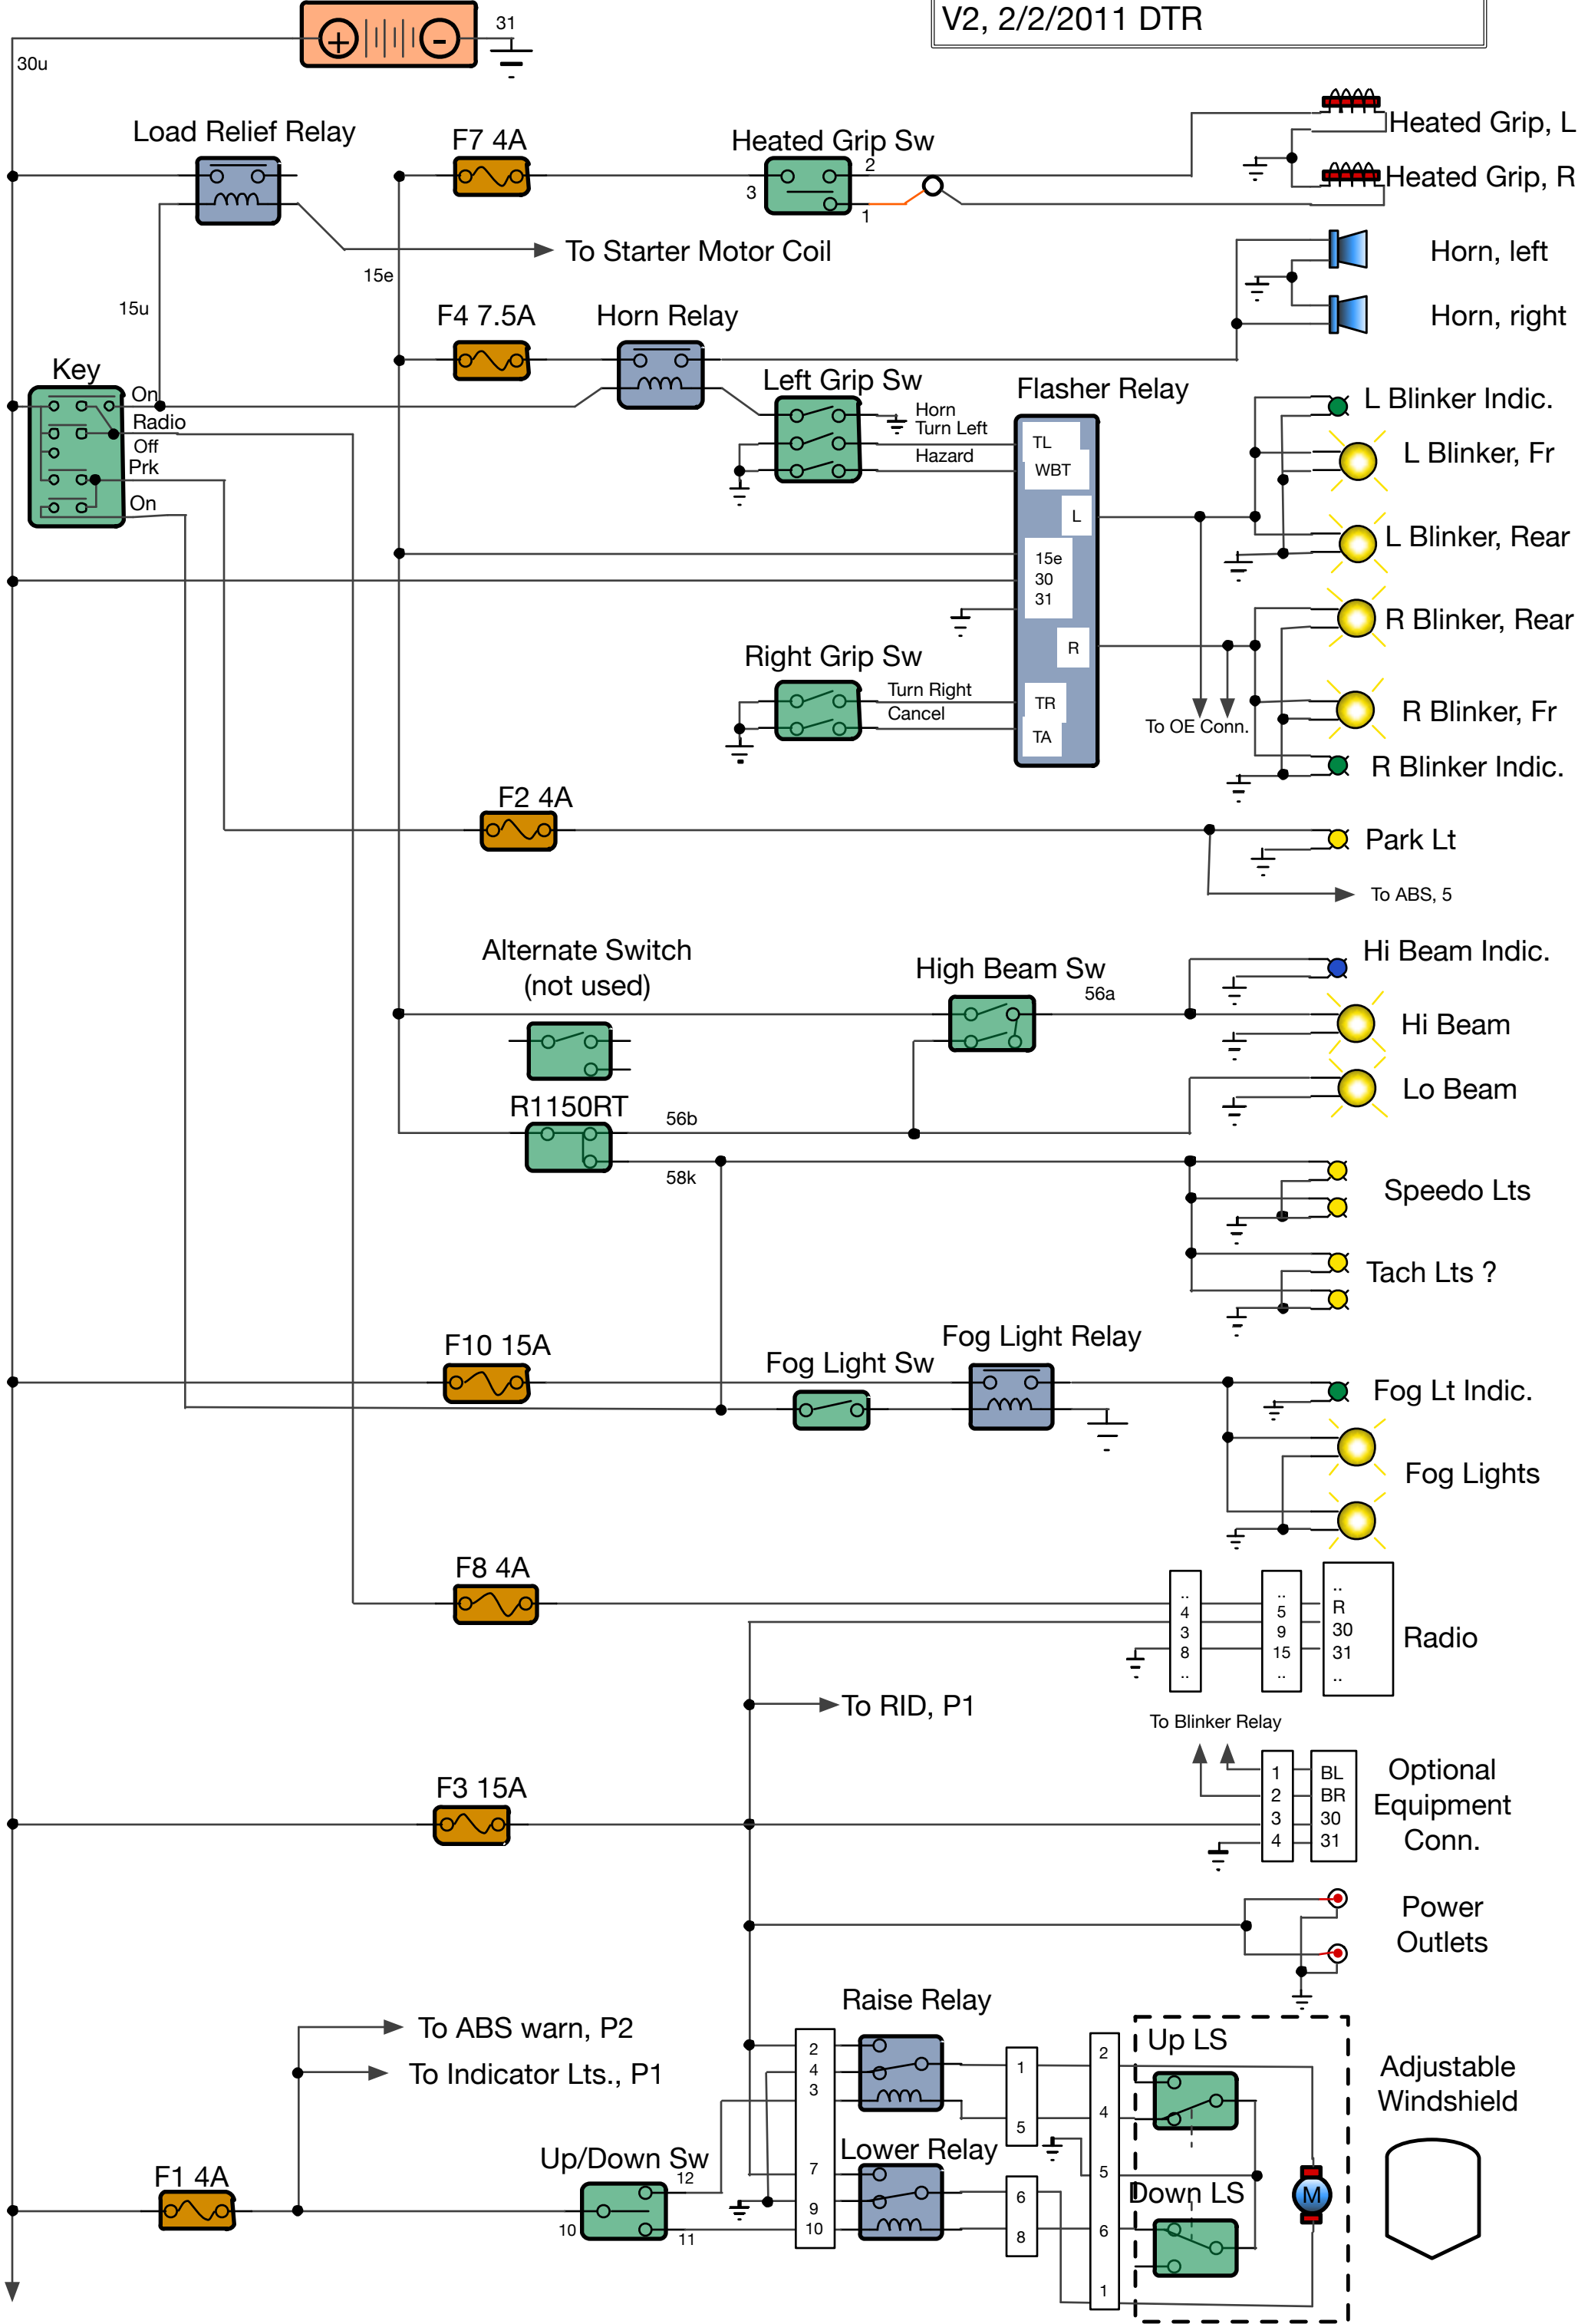 V2, 2/2/2011 DTR
31
30u
Load Relief Relay
F7 4A
Heated Grip Sw
2
3
1
Heated Grip, L
Heated Grip, R
To Starter Motor Coil
15e
15u
Horn, left
Horn, right
F4 7.5A
Horn Relay
Key
On
Radio
Off
Prk
On
Left Grip Sw
Horn
Turn Left
Hazard
Flasher Relay
TL
WBT
L
15e
30
31
R
TR
TA
L Blinker Indic.
L Blinker, Fr
L Blinker, Rear
R Blinker, Rear
R Blinker, Fr
R Blinker Indic.
Right Grip Sw
Turn Right
Cancel
To OE Conn.
F2 4A
Park Lt
To ABS, 5
Alternate Switch
(not used)
High Beam Sw
56a
Hi Beam Indic.
Hi Beam
Lo Beam
R1150RT
56b
58k
Speedo Lts
Tach Lts ?
F10 15A
Fog Light Sw
Fog Light Relay
Fog Lt Indic.
Fog Lights
F8 4A
..
4
3
8
..
..
5
9
15
..
..
R
30
31
..
Radio
To RID, P1
To Blinker Relay
F3 15A
1
2
3
4
BL
BR
30
31
Optional
Equipment
Conn.
Power
Outlets
To ABS warn, P2
To Indicator Lts., P1
F1 4A
Up/Down Sw
12
10
11
Raise Relay
2
4
3
7
9
10
Lower Relay
1
5
6
8
2
4
5
6
1
Up LS
Down LS
M
Adjustable
Windshield